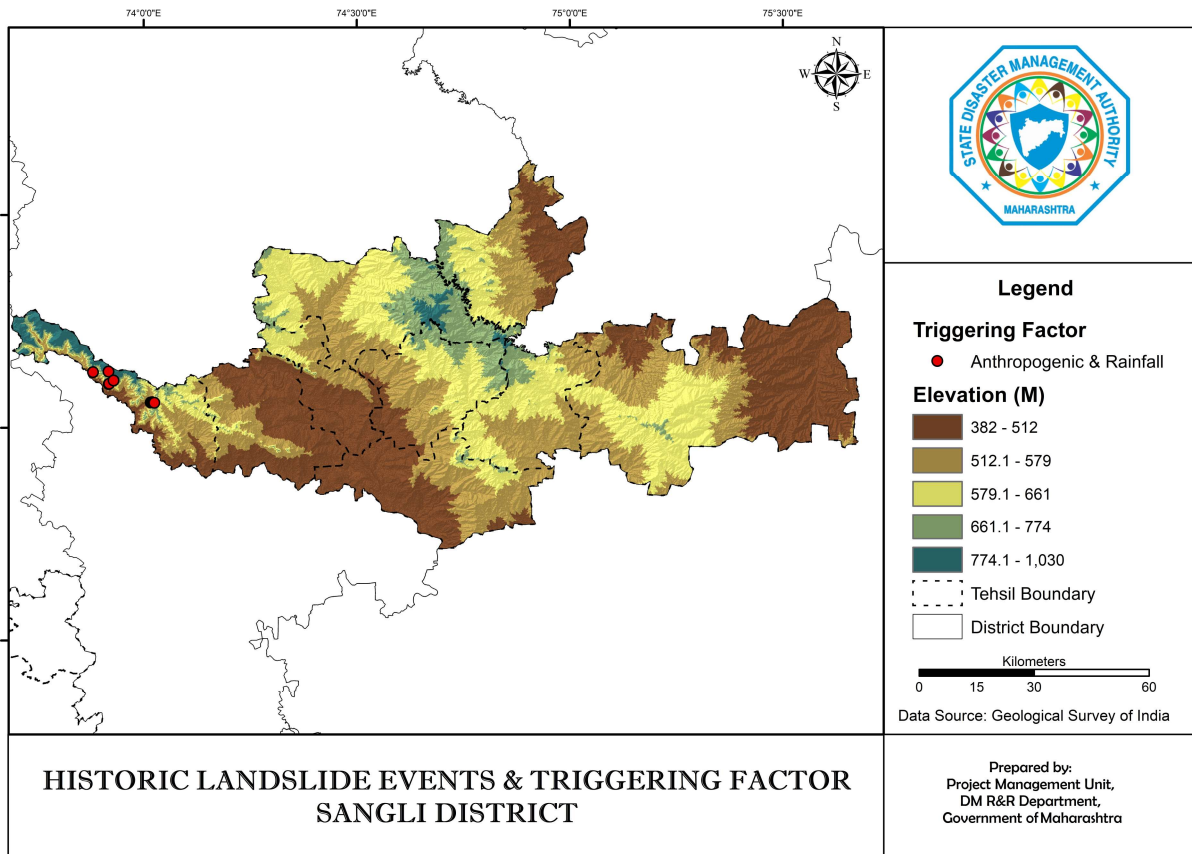 74°0'0"E 74°30'0"E 75°0'0"E 75°30'0"E
N
W E
S
STATE DISASTER MANAGEMENT AUTHORITY
MAHARASHTRA
Legend
Triggering Factor
Anthropogenic & Rainfall
Elevation (M)
382 - 512
512.1 - 579
579.1 - 661
661.1 - 774
774.1 - 1,030
Tehsil Boundary
District Boundary
Kilometers
0 15 30 60
Data Source: Geological Survey of India
HISTORIC LANDSLIDE EVENTS & TRIGGERING FACTOR
SANGLI DISTRICT
Prepared by:
Project Management Unit,
DM R&R Department,
Government of Maharashtra